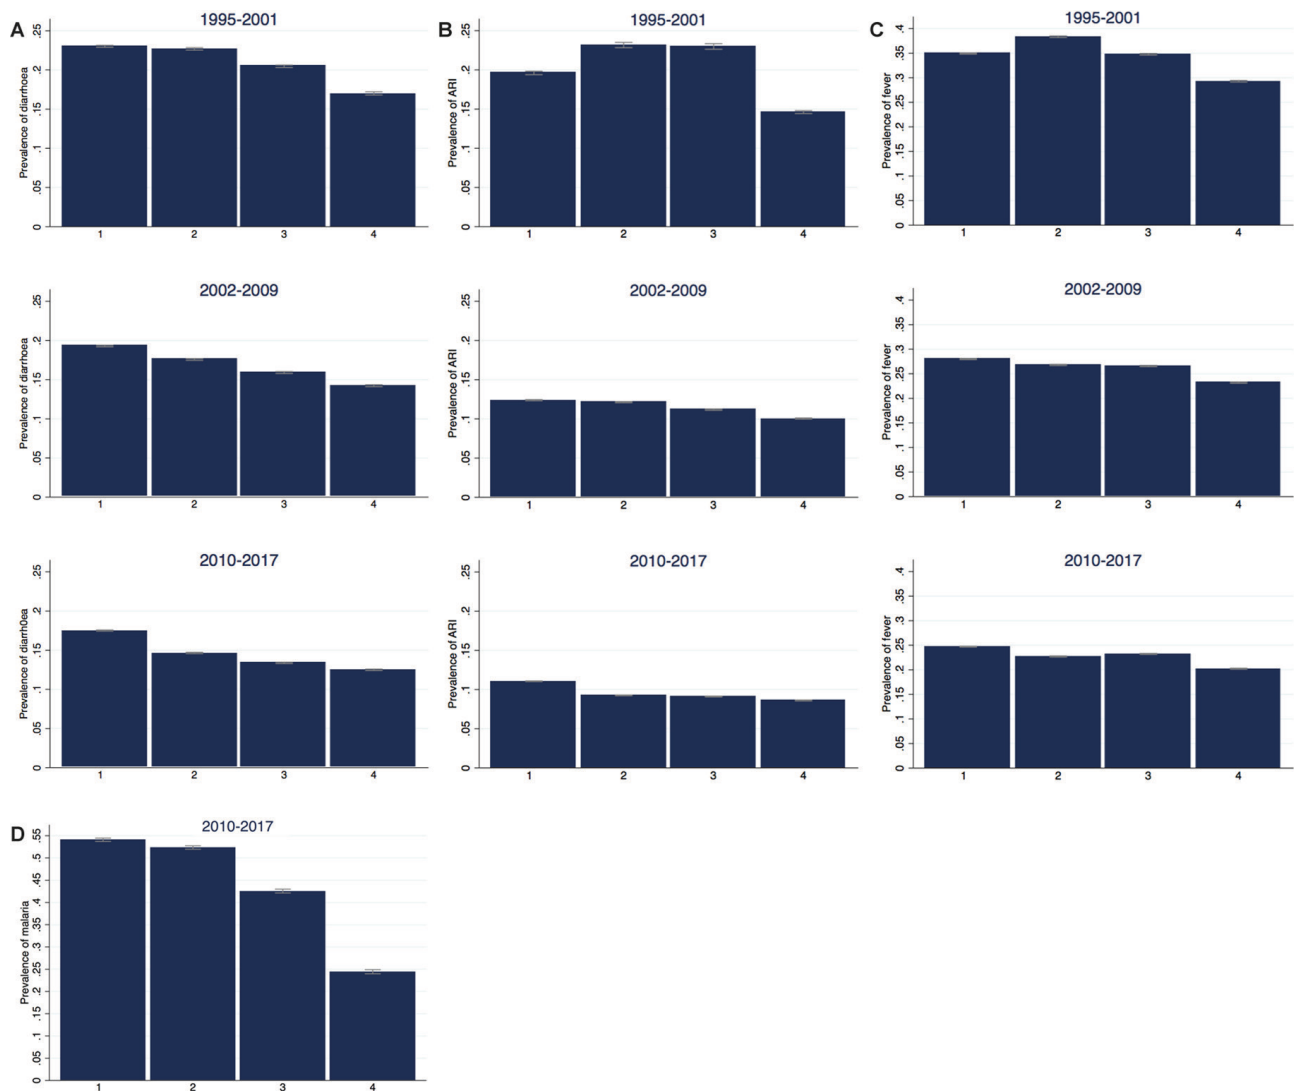 A
1995-2001
Prevalence of diarrhoea
0 .05 .1 .15 .2 .25
1 2 3 4
B
1995-2001
Prevalence of ARI
0 .05 .1 .15 .2 .25
1 2 3 4
C
1995-2001
Prevalence of fever
0 .05 .1 .15 .2 .25 .3 .35 .4
1 2 3 4
2002-2009
Prevalence of diarrhoea
0 .05 .1 .15 .2 .25
1 2 3 4
2002-2009
Prevalence of ARI
0 .05 .1 .15 .2 .25
1 2 3 4
2002-2009
Prevalence of fever
0 .05 .1 .15 .2 .25 .3 .35 .4
1 2 3 4
2010-2017
Prevalence of diarrh0ea
0 .05 .1 .15 .2 .25
1 2 3 4
2010-2017
Prevalence of ARI
0 .05 .1 .15 .2 .25
1 2 3 4
2010-2017
Prevalence of fever
0 .05 .1 .15 .2 .25 .3 .35 .4
1 2 3 4
D
2010-2017
Prevalence of malaria
0 .05 .1 .15 .2 .25 .3 .35 .4 .45 .5 .55
1 2 3 4